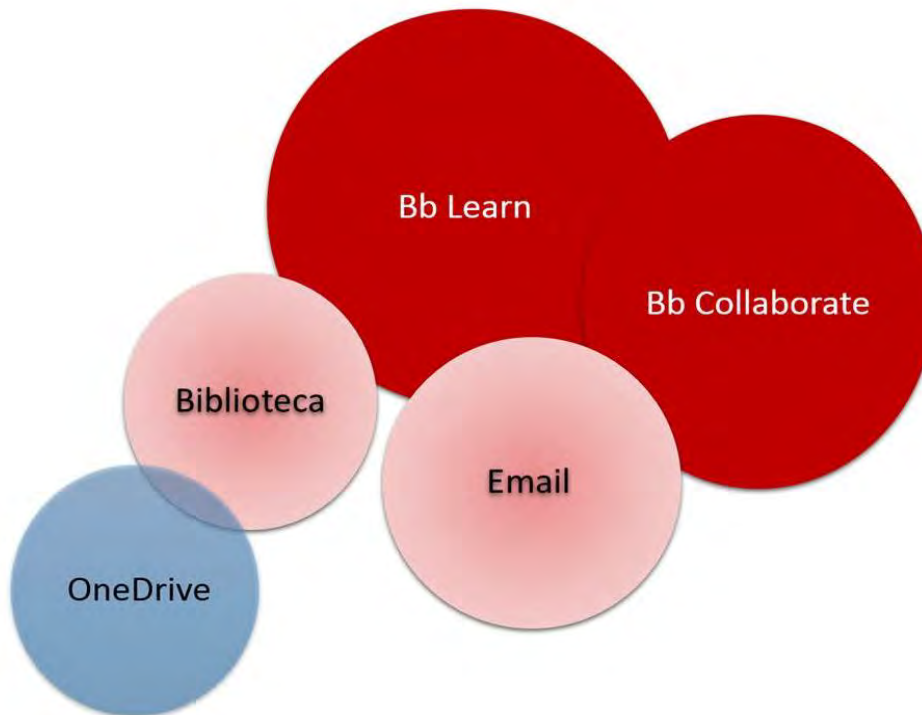 Bb Learn
Bb Collaborate
Biblioteca
Email
OneDrive